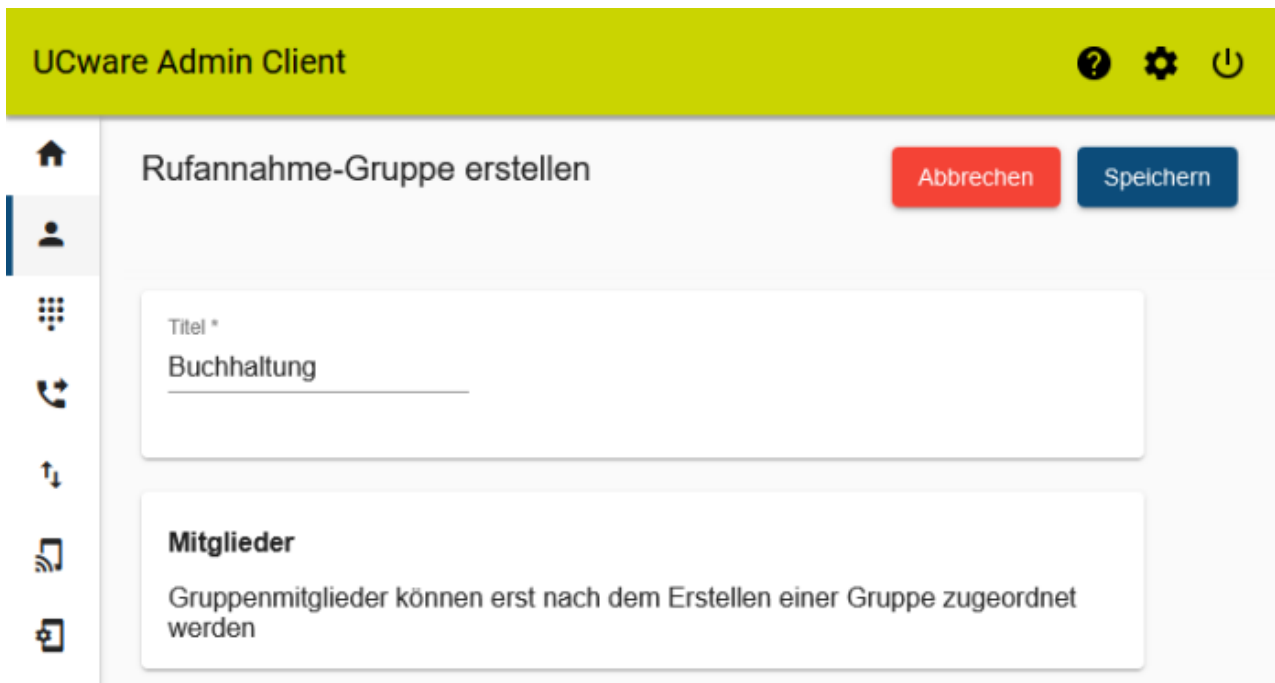 UCware Admin Client
Rufannahme-Gruppe erstellen
Abbrechen
Speichern
Titel *
Buchhaltung
Mitglieder
Gruppenmitglieder können erst nach dem Erstellen einer Gruppe zugeordnet
werden